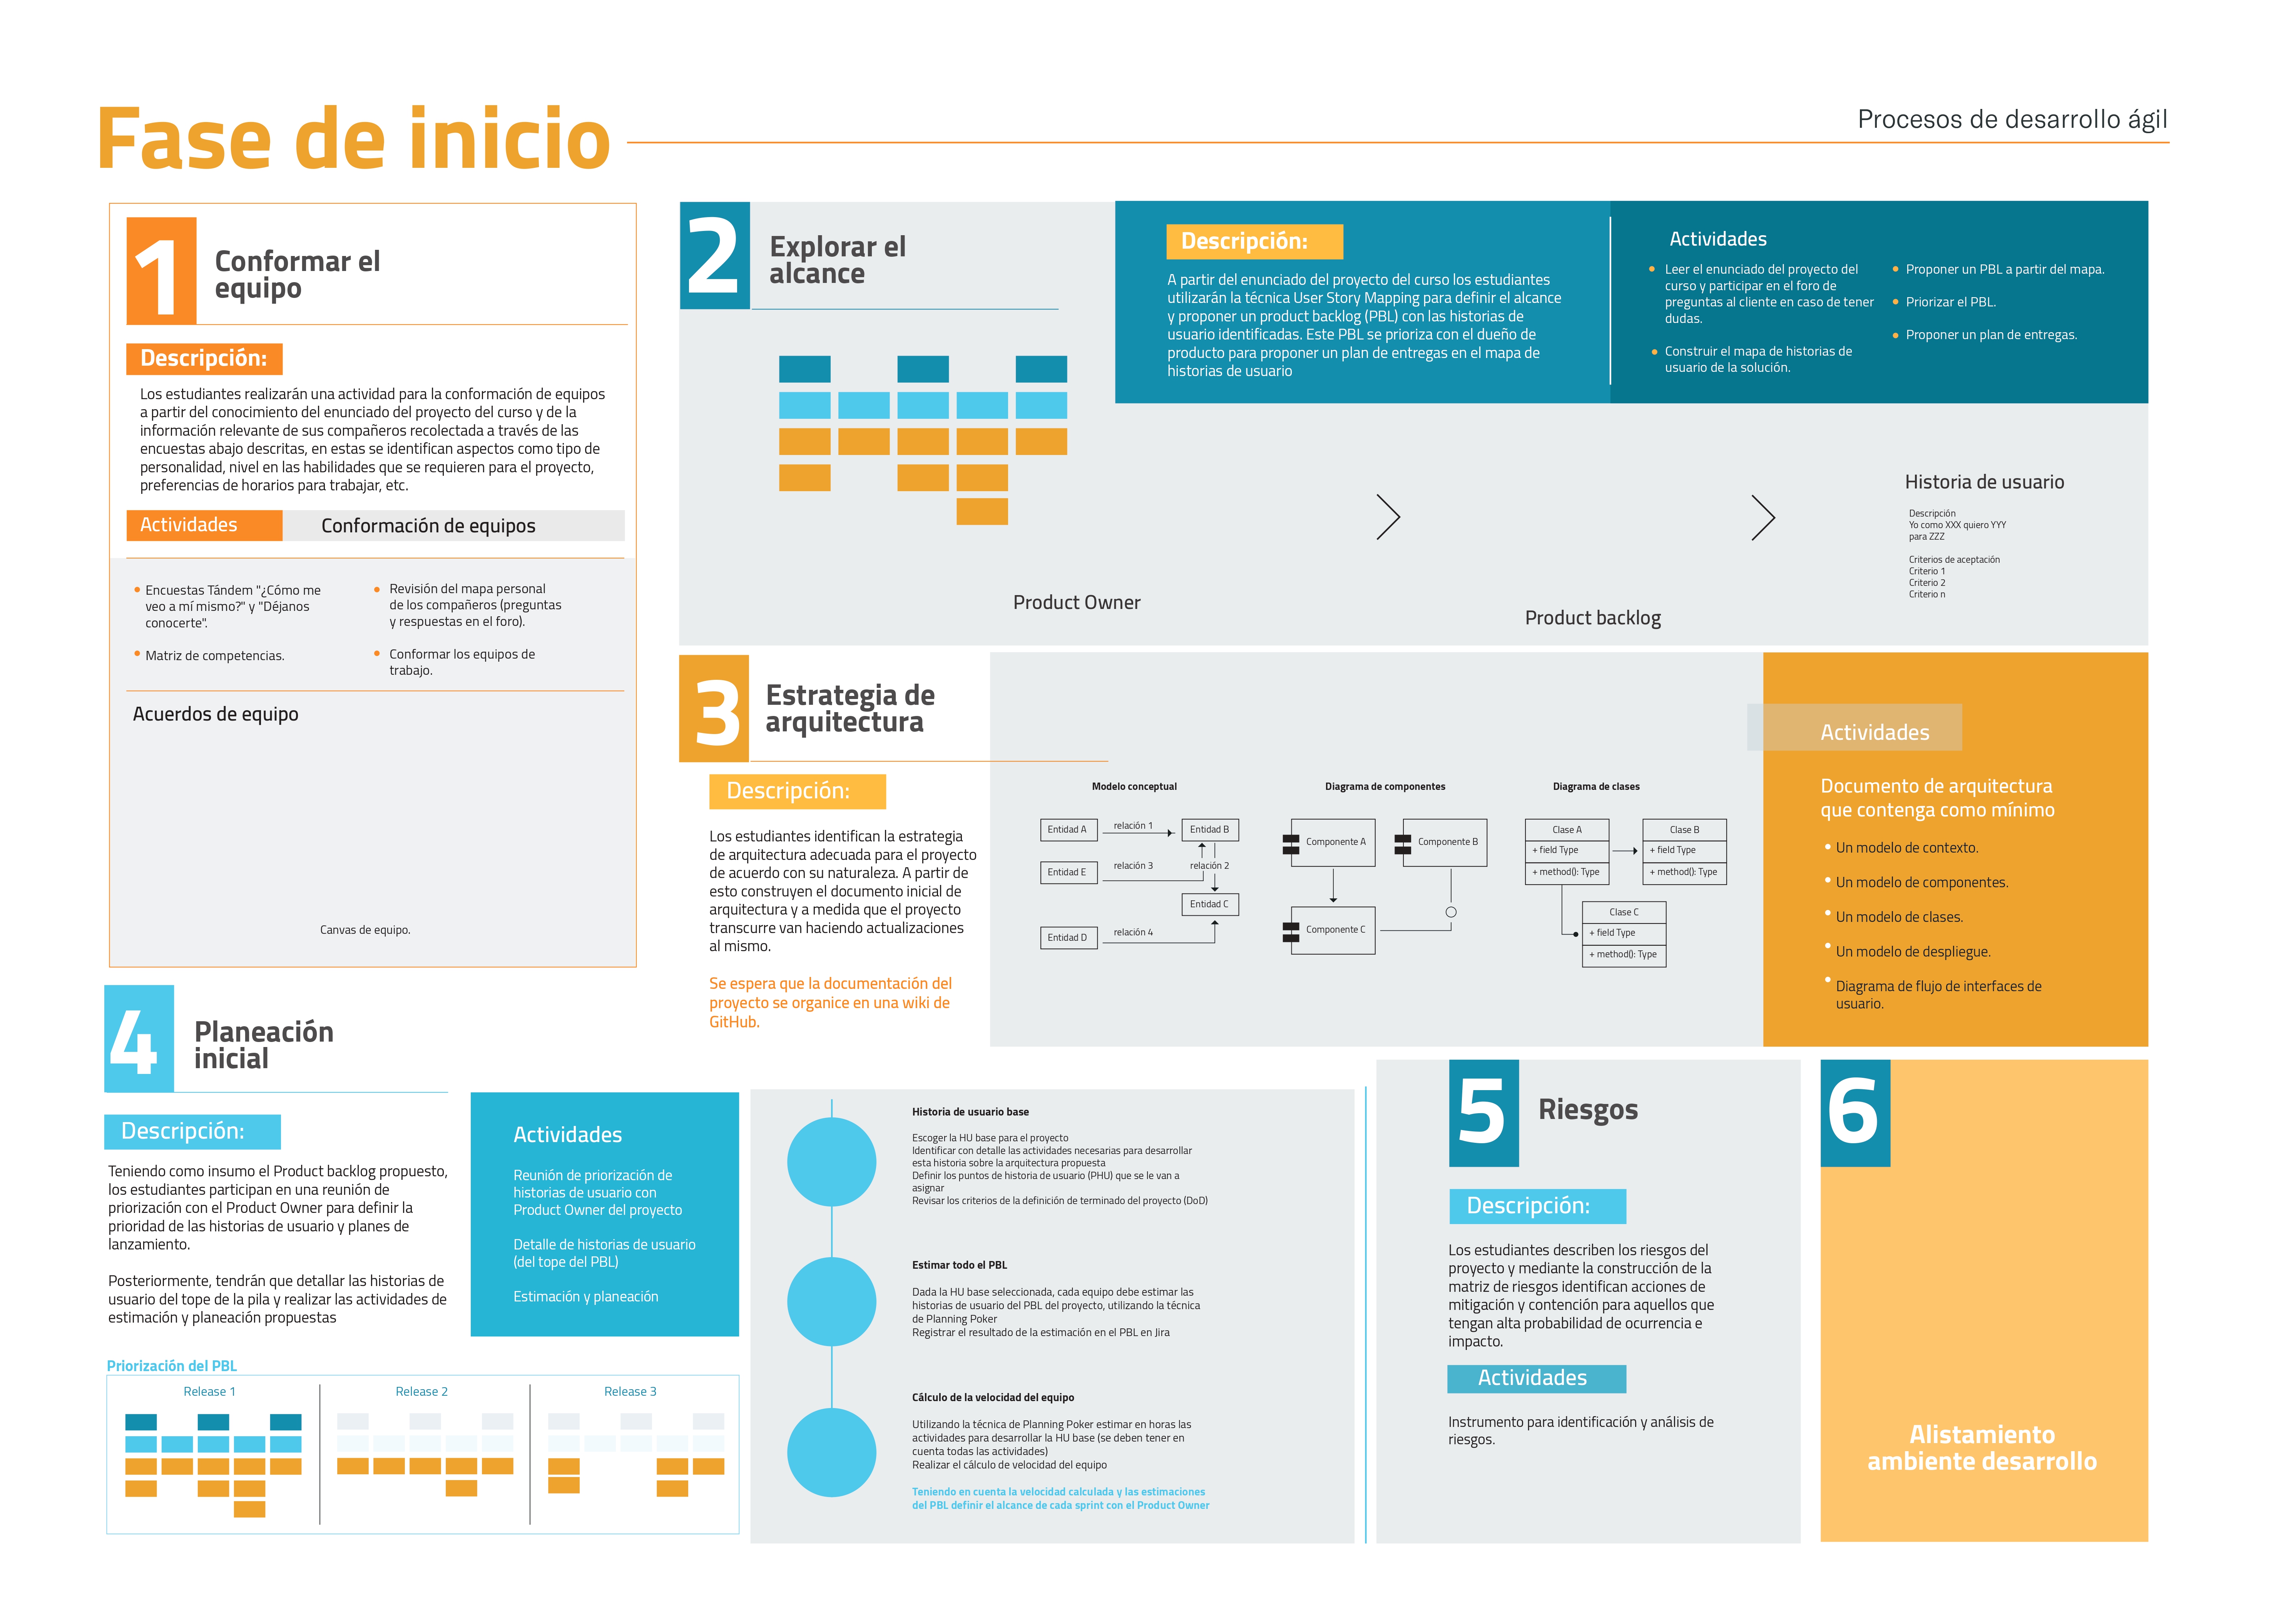 Fase de inicio
Procesos de desarrollo ágil
1
Conformar el
equipo
Descripción:
Los estudiantes realizarán una actividad para la conformación de equipos
a partir del conocimiento del enunciado del proyecto del curso y de la
información relevante de sus compañeros recolectada a través de las
encuestas abajo descritas, en estas se identifican aspectos como tipo de
personalidad, nivel en las habilidades que se requieren para el proyecto,
preferencias de horarios para trabajar, etc.
Actividades
Conformación de equipos
• Encuestas Tándem "¿Cómo me
veo a mí mismo?" y "Déjanos
conocerte".
• Matriz de competencias.
• Revisión del mapa personal
de los compañeros (preguntas
y respuestas en el foro).
• Conformar los equipos de
trabajo.
Acuerdos de equipo
Canvas de equipo.
2
Explorar el
alcance
Descripción:
A partir del enunciado del proyecto del curso los estudiantes
utilizarán la técnica User Story Mapping para definir el alcance
y proponer un product backlog (PBL) con las historias de
usuario identificadas. Este PBL se prioriza con el dueño de
producto para proponer un plan de entregas en el mapa de
historias de usuario
Actividades
• Leer el enunciado del proyecto del
curso y participar en el foro de
preguntas al cliente en caso de tener
dudas.
• Construir el mapa de historias de
usuario de la solución.
• Proponer un PBL a partir del mapa.
• Priorizar el PBL.
• Proponer un plan de entregas.
Product Owner
Product backlog
Historia de usuario
Descripción
Yo como XXX quiero YYY
para ZZZ
Criterios de aceptación
Criterio 1
Criterio 2
Criterio n
3
Estrategia de
arquitectura
Descripción:
Los estudiantes identifican la estrategia
de arquitectura adecuada para el proyecto
de acuerdo con su naturaleza. A partir de
esto construyen el documento inicial de
arquitectura y a medida que el proyecto
transcurre van haciendo actualizaciones
al mismo.
Se espera que la documentación del
proyecto se organice en una wiki de
GitHub.
Modelo conceptual
Entidad A
relación 1
Entidad B
Entidad E
relación 3
relación 2
Entidad C
Entidad D
relación 4
Diagrama de componentes
Componente A
Componente B
Componente C
Diagrama de clases
Clase A
+ field Type
+ method(): Type
Clase B
+ field Type
+ method(): Type
Clase C
+ field Type
+ method(): Type
Actividades
Documento de arquitectura
que contenga como mínimo
• Un modelo de contexto.
• Un modelo de componentes.
• Un modelo de clases.
• Un modelo de despliegue.
• Diagrama de flujo de interfaces de
usuario.
4
Planeación
inicial
Descripción:
Teniendo como insumo el Product backlog propuesto,
los estudiantes participan en una reunión de
priorización con el Product Owner para definir la
prioridad de las historias de usuario y planes de
lanzamiento.
Posteriormente, tendrán que detallar las historias de
usuario del tope de la pila y realizar las actividades de
estimación y planeación propuestas
Actividades
Reunión de priorización de
historias de usuario con
Product Owner del proyecto
Detalle de historias de usuario
(del tope del PBL)
Estimación y planeación
Priorización del PBL
Release 1
Release 2
Release 3
Historia de usuario base
Escoger la HU base para el proyecto
Identificar con detalle las actividades necesarias para desarrollar
esta historia sobre la arquitectura propuesta
Definir los puntos de historia de usuario (PHU) que se le van a
asignar
Revisar los criterios de la definición de terminado del proyecto (DoD)
Estimar todo el PBL
Dada la HU base seleccionada, cada equipo debe estimar las
historias de usuario del PBL del proyecto, utilizando la técnica
de Planning Poker
Registrar el resultado de la estimación en el PBL en Jira
Cálculo de la velocidad del equipo
Utilizando la técnica de Planning Poker estimar en horas las
actividades para desarrollar la HU base (se deben tener en
cuenta todas las actividades)
Realizar el cálculo de velocidad del equipo
Teniendo en cuenta la velocidad calculada y las estimaciones
del PBL definir el alcance de cada sprint con el Product Owner
5
Riesgos
Descripción:
Los estudiantes describen los riesgos del
proyecto y mediante la construcción de la
matriz de riesgos identifican acciones de
mitigación y contención para aquellos que
tengan alta probabilidad de ocurrencia e
impacto.
Actividades
Instrumento para identificación y análisis de
riesgos.
6
Alistamiento
ambiente desarrollo